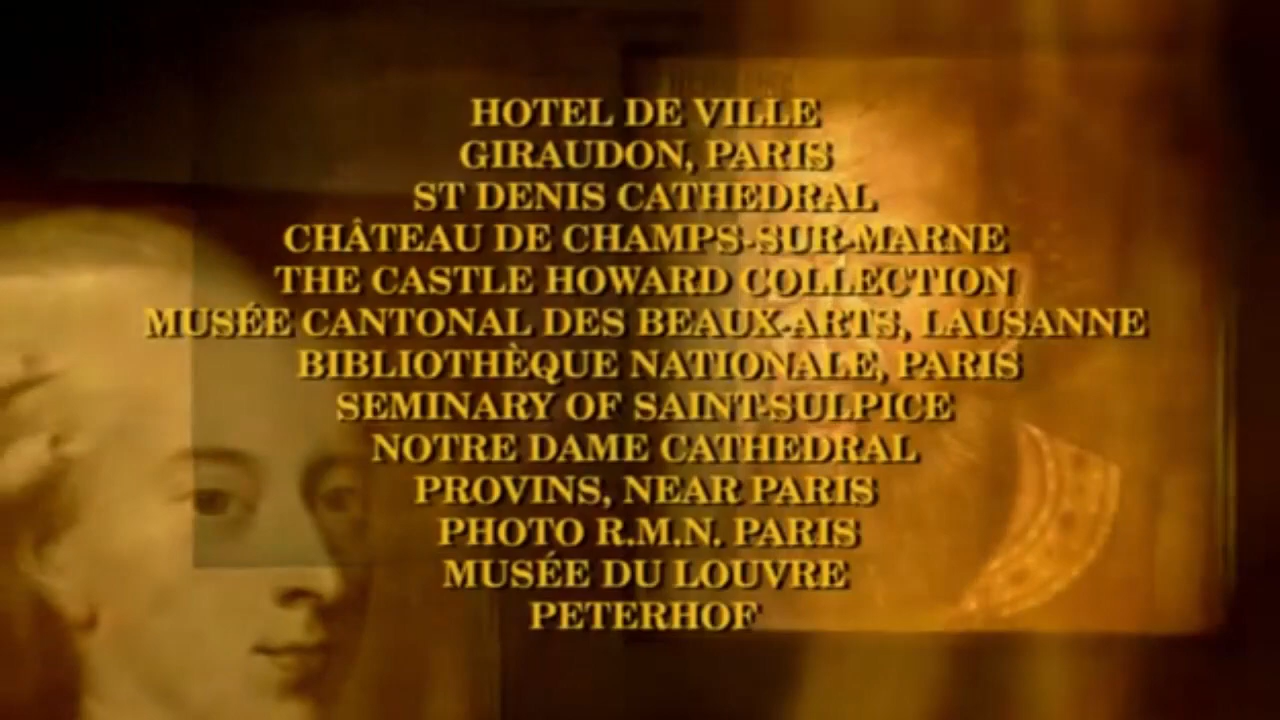 HOTEL DE VILLE
GIRAUDON, PARIS
ST DENIS CATHEDRAL
CHÂTEAU DE CHAMPS-SUR-MARNE
THE CASTLE HOWARD COLLECTION
MUSÉE CANTONAL DES BEAUX-ARTS, LAUSANNE
BIBLIOTHÈQUE NATIONALE, PARIS
SEMINARY OF SAINT-SULPICE
NOTRE DAME CATHEDRAL
PROVINS, NEAR PARIS
PHOTO R.M.N. PARIS
MUSÉE DU LOUVRE
PETERHOF